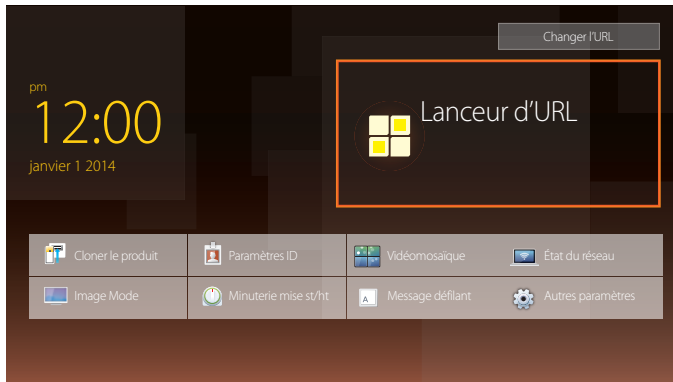 Changer l'URL
pm
12:00
janvier 1 2014
Lanceur d'URL
Cloner le produit
Paramètres ID
Vidéomosaïque
État du réseau
Image Mode
Minuterie mise st/ht
A
Message défilant
Autres paramètres